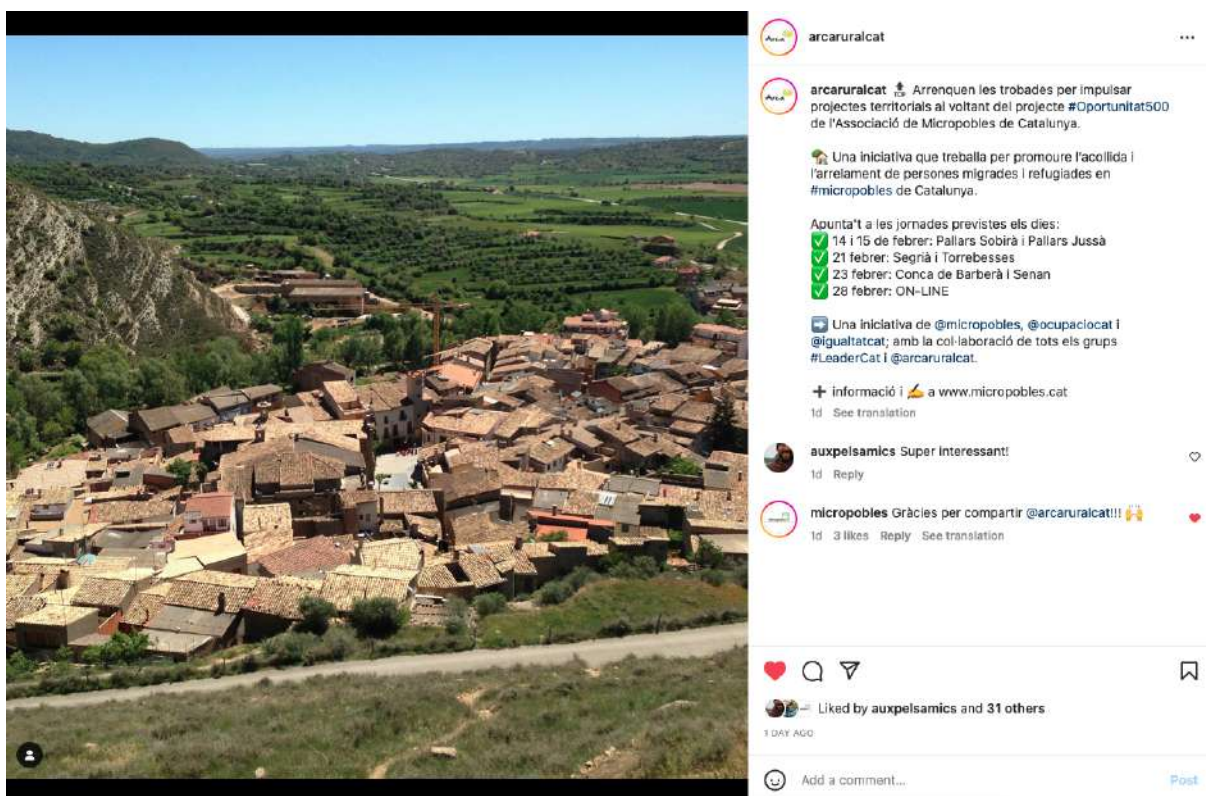 arcaruralcat
arcaruralcat Arrenquen les trobades per impulsar
projectes territorials al voltant del projecte #Oportunitat500
de l'Associació de Micropobles de Catalunya.
Una iniciativa que treballa per promoure l'acollida i
l'arrelament de persones migrades i refugiades en
#micropobles de Catalunya.
Apunta't a les jornades previstes els dies:
14 i 15 de febrer: Pallars Sobirà i Pallars Jussà
21 febrer: Segrià i Torrebesses
23 febrer: Conca de Barberà i Senan
28 febrer: ON-LINE
Una iniciativa de @micropobles, @ocupaciocat i
@igualtatcat; amb la col·laboració de tots els grups
#LeaderCat i @arcaruralcat.
+ informació i a www.micropobles.cat
1d See translation
auxpelsamics Super interessant!
1d Reply
micropobles Gràcies per compartir @arcaruralcat!!!
1d 3 likes Reply See translation
Liked by auxpelsamics and 31 others
1 DAY AGO
Add a comment...
Post